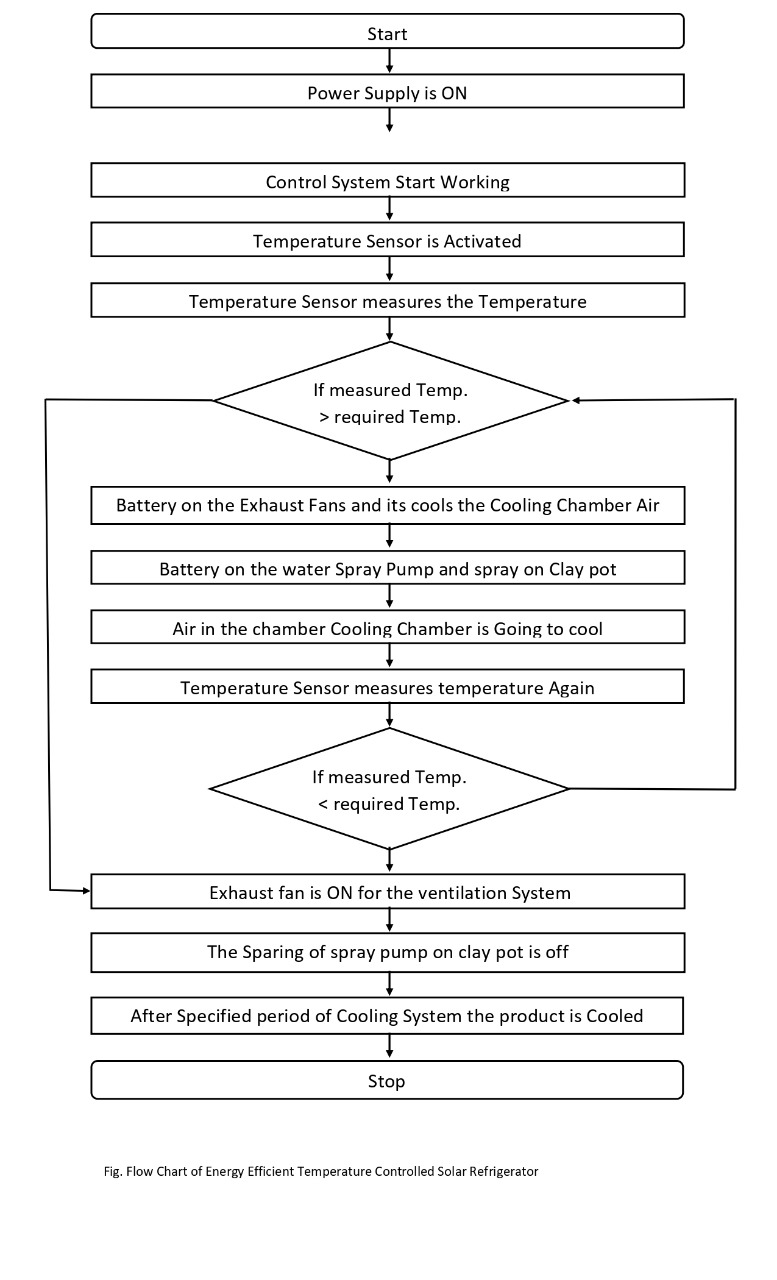 Start
Power Supply is ON
Control System Start Working
Temperature Sensor is Activated
Temperature Sensor measures the Temperature
If measured Temp.
> required Temp.
Battery on the Exhaust Fans and its cools the Cooling Chamber Air
Battery on the water Spray Pump and spray on Clay pot
Air in the chamber Cooling Chamber is Going to cool
Temperature Sensor measures temperature Again
If measured Temp.
< required Temp.
Exhaust fan is ON for the ventilation System
The Sparing of spray pump on clay pot is off
After Specified period of Cooling System the product is Cooled
Stop
Fig. Flow Chart of Energy Efficient Temperature Controlled Solar Refrigerator